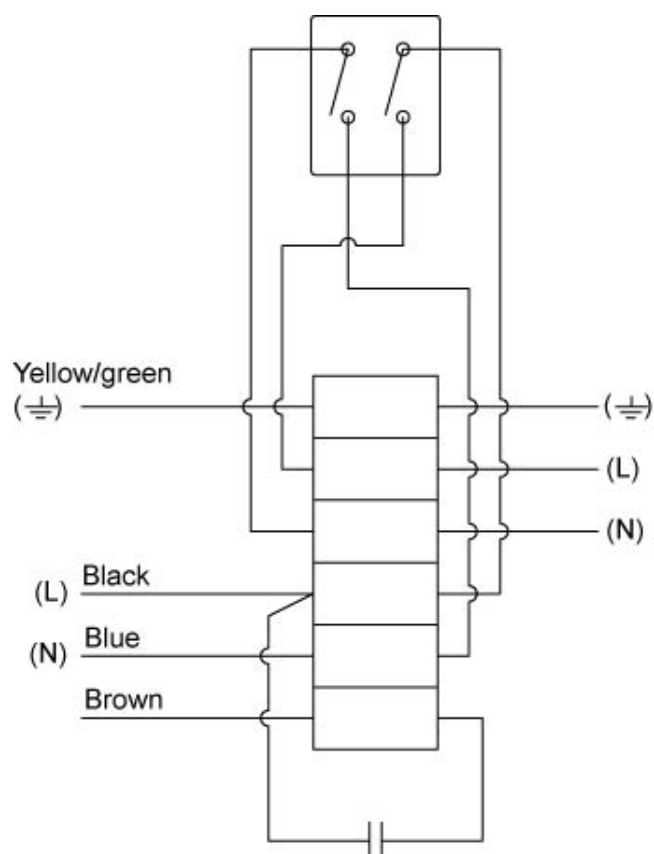 Yellow/green
(⏚) (⏚)
(L)
(N)
(L) Black
(N) Blue
Brown